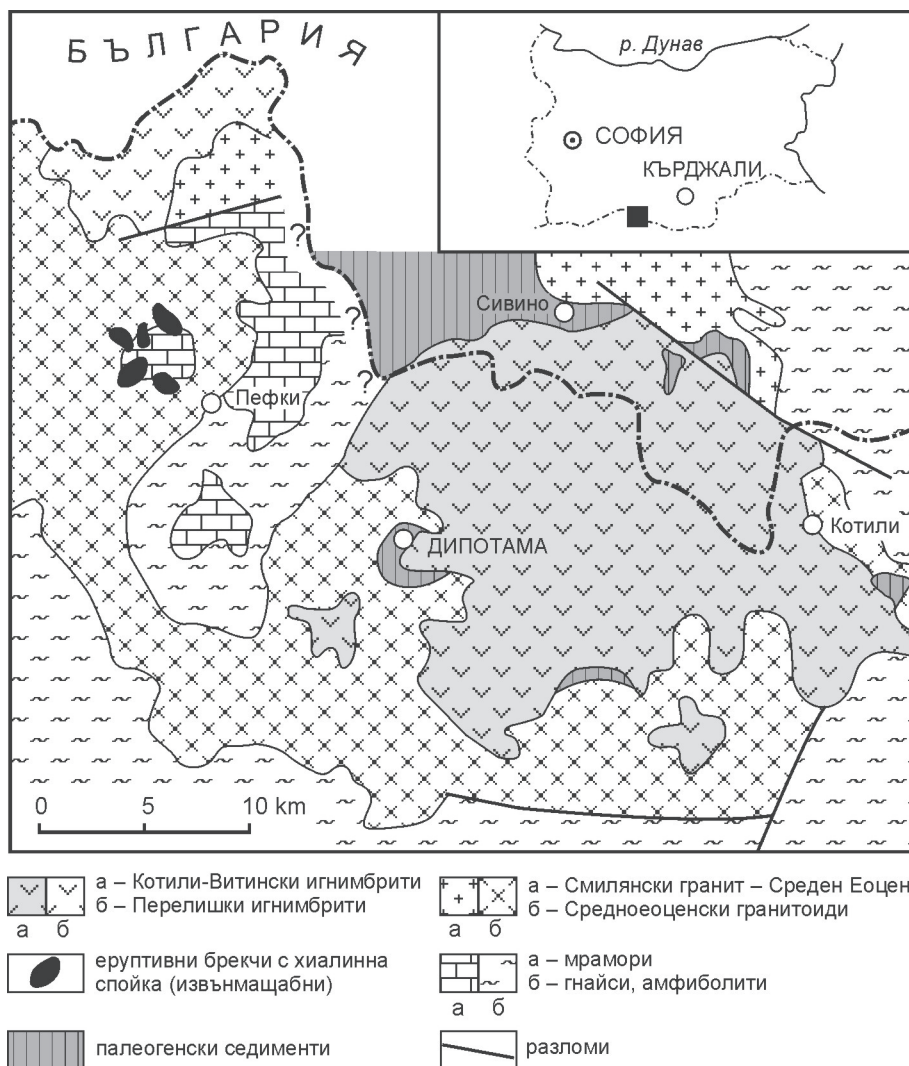 БЪЛГАРИЯ
р. Дунав
СОФИЯ
КЪРДЖАЛИ
?
Сивино
?
?
Пефки
Котили
ДИПОТАМА
0 5 10 km
а – Котили-Витински игнимбрити
б – Перелишки игнимбрити
а б
а – Смилянски гранит – Среден Еоцен
б – Средноеоценски гранитоиди
а б
еруптивни брекчи с хиалинна
спойка (извънмащабни)
а – мрамори
б – гнайси, амфиболити
а б
палеогенски седименти
разломи